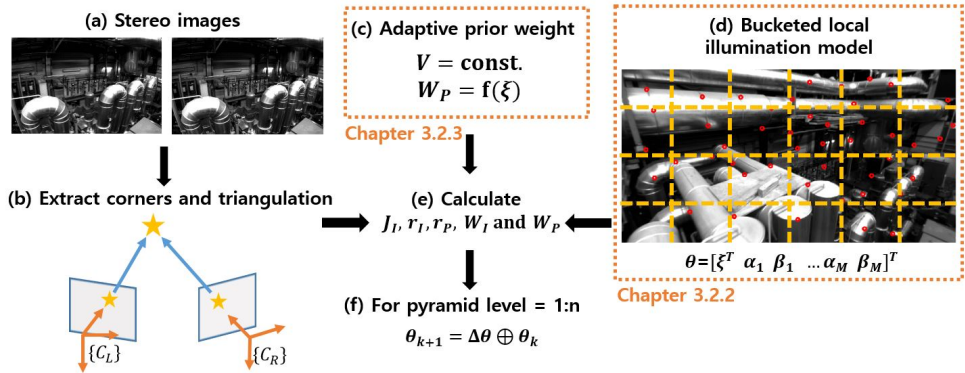 (a) Stereo images
(b) Extract corners and triangulation
{C_L}
{C_R}
(c) Adaptive prior weight
V = const.
W_P = f(ξ)
Chapter 3.2.3
(e) Calculate
J_I, r_I, r_P, W_I and W_P
(f) For pyramid level = 1:n
θ_{k+1} = Δθ ⊕ θ_k
(d) Bucketed local
illumination model
θ=[ξ^T α_1 β_1 ...α_M β_M]^T
Chapter 3.2.2